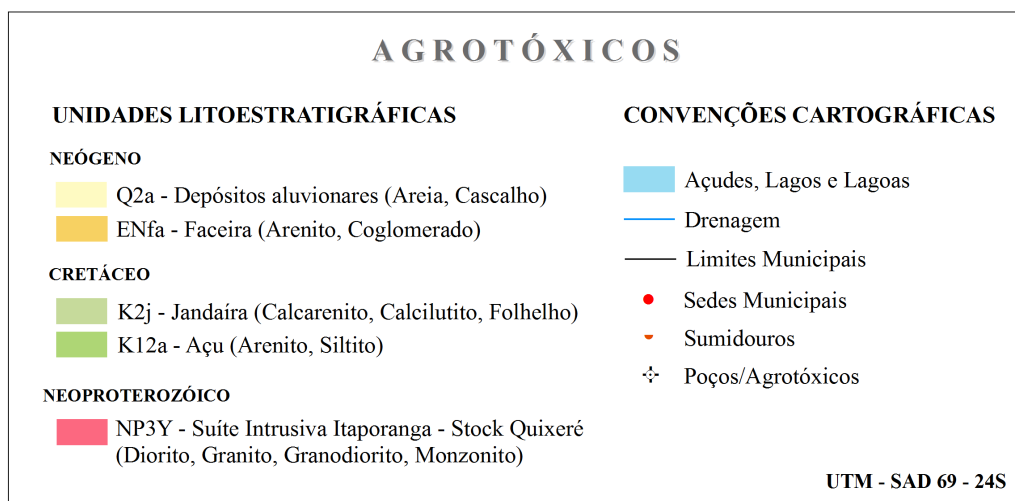 AGROTÓXICOS
UNIDADES LITOESTRATIGRÁFICAS
NEÓGENO
Q2a - Depósitos aluvionares (Areia, Cascalho)
ENfa - Faceira (Arenito, Coglomerado)
CRETÁCEO
K2j - Jandaíra (Calcarenito, Calcilutito, Folhelho)
K12a - Açu (Arenito, Siltito)
NEOPROTEROZÓICO
NP3Y - Suíte Intrusiva Itaporanga - Stock Quixeré
(Diorito, Granito, Granodiorito, Monzonito)
CONVENÇÕES CARTOGRÁFICAS
Açudes, Lagos e Lagoas
Drenagem
Limites Municipais
Sedes Municipais
Sumidouros
Poços/Agrotóxicos
UTM - SAD 69 - 24S